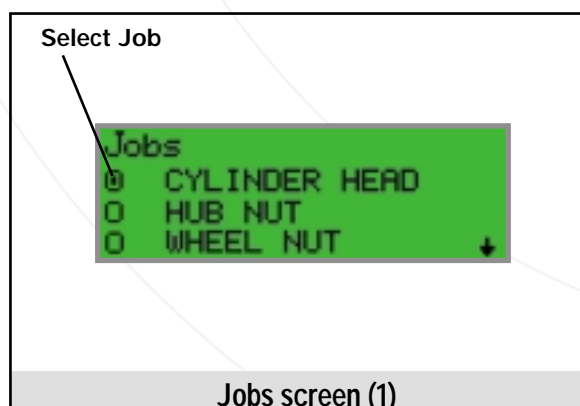 Select Job
Jobs
CYLINDER HEAD
HUB NUT
WHEEL NUT
Jobs screen (1)